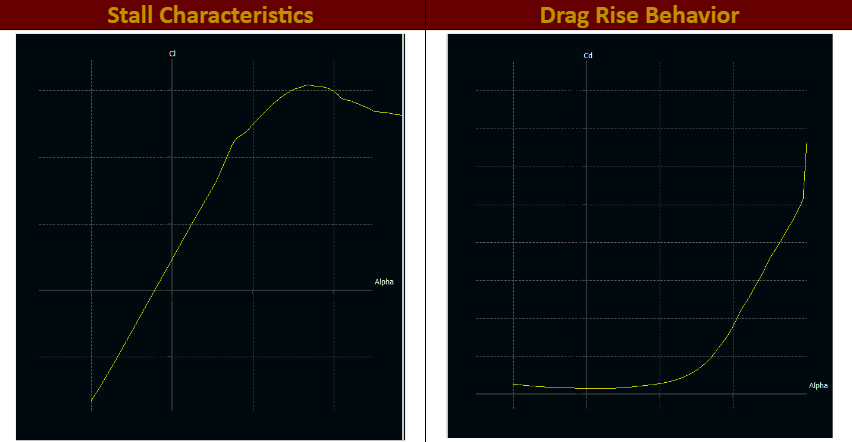 Stall Characteristics
Drag Rise Behavior
Cl
Alpha
Cd
Alpha